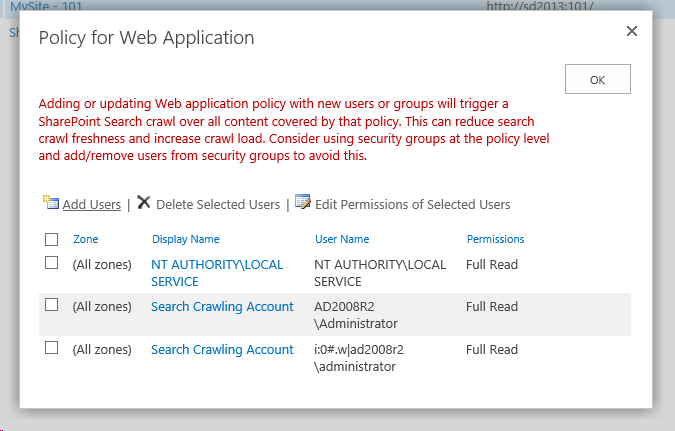 MySite - 101 http://sd2013:101/
Sh
Policy for Web Application
OK
Adding or updating Web application policy with new users or groups will trigger a
SharePoint Search crawl over all content covered by that policy. This can reduce search
crawl freshness and increase crawl load. Consider using security groups at the policy level
and add/remove users from security groups to avoid this.
Add Users | Delete Selected Users | Edit Permissions of Selected Users
Zone Display Name User Name Permissions
(All zones) NT AUTHORITY\LOCAL NT AUTHORITY\LOCAL Full Read
SERVICE SERVICE
(All zones) Search Crawling Account AD2008R2 Full Read
\Administrator
(All zones) Search Crawling Account i:0#.w|ad2008r2 Full Read
\administrator